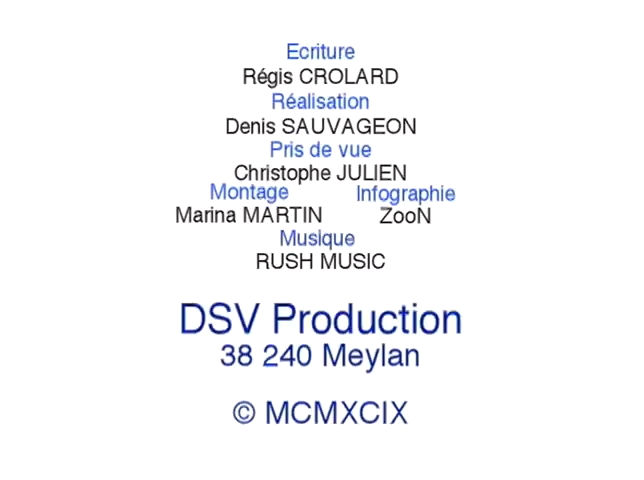 Ecriture
Régis CROLARD
Réalisation
Denis SAUVAGEON
Pris de vue
Christophe JULIEN
Montage Infographie
Marina MARTIN ZooN
Musique
RUSH MUSIC
DSV Production
38 240 Meylan
© MCMXCIX